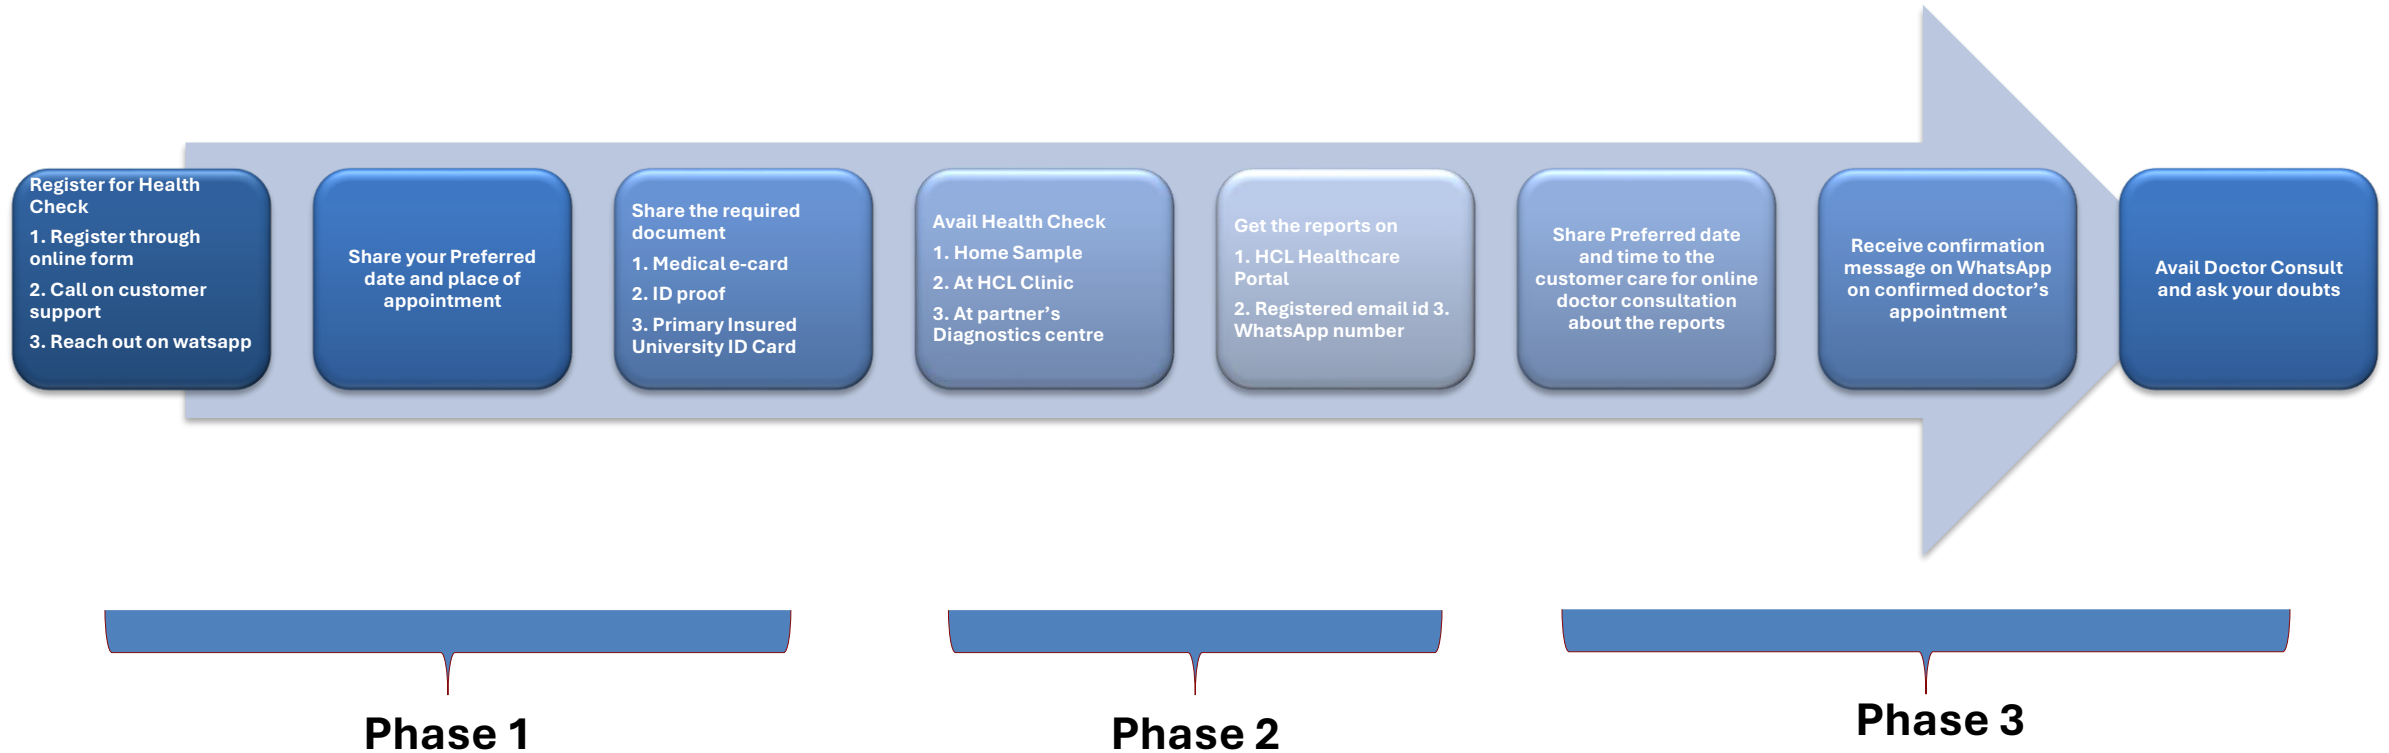 Register for Health
Check
1. Register through
online form
2. Call on customer
support
3. Reach out on watsapp
Share your Preferred
date and place of
appointment
Share the required
document
1. Medical e-card
2. ID proof
3. Primary Insured
University ID Card
Avail Health Check
1. Home Sample
2. At HCL Clinic
3. At partner’s
Diagnostics centre
Get the reports on
1. HCL Healthcare
Portal
2. Registered email id 3.
WhatsApp number
Share Preferred date
and time to the
customer care for online
doctor consultation
about the reports
Receive confirmation
message on WhatsApp
on confirmed doctor’s
appointment
Avail Doctor Consult
and ask your doubts
Phase 1
Phase 2
Phase 3